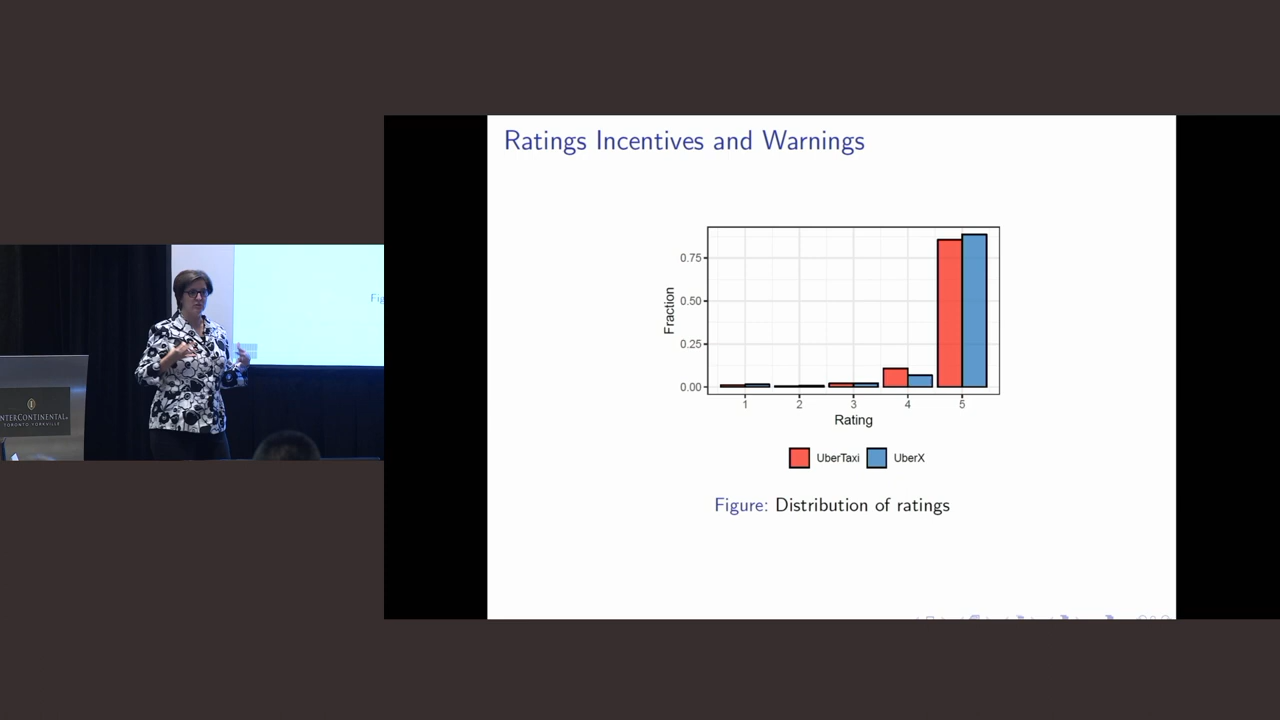 Ratings Incentives and Warnings
0.75
0.50
0.25
0.00
Fraction
1 2 3 4 5
Rating
UberTaxi UberX
Figure: Distribution of ratings
Fig
INTERCONTINENTAL
TORONTO YORKVILLE